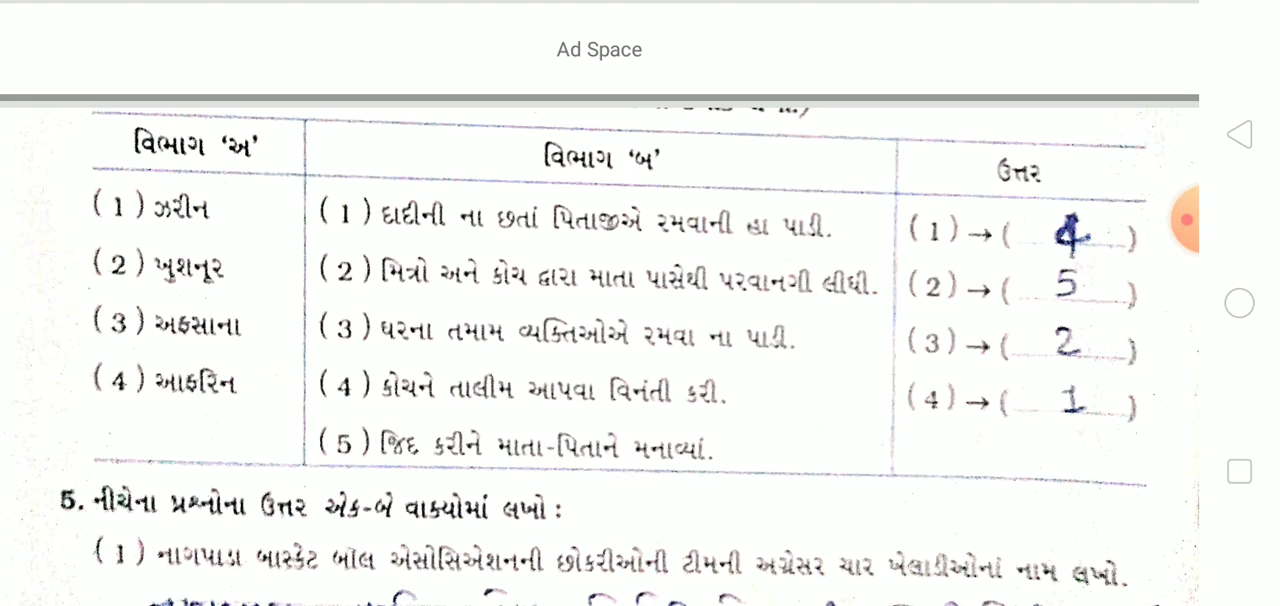 Ad Space
વિભાગ ‘અ’ વિભાગ ‘બ’ ઉત્તર
(1) ઝરીન (1) દાદીની ના છતાં પિતાજીએ રમવાની હા પાડી. (1) → ( 4 )
(2) ખુશનૂર (2) મિત્રો અને કોચ દ્વારા માતા પાસેથી પરવાનગી લીધી. (2) → ( 5 )
(3) અફસાના (3) ઘરના તમામ વ્યક્તિઓએ રમવા ના પાડી. (3) → ( 2 )
(4) આફરિન (4) કોચને તાલીમ આપવા વિનંતી કરી. (4) → ( 1 )
(5) જિદ કરીને માતા-પિતાને મનાવ્યાં.
5. નીચેના પ્રશ્નોના ઉત્તર એક-બે વાક્યોમાં લખો :
(1) નાગપાડા બાસ્કેટ બૉલ એસોસિએશનની છોકરીઓની ટીમની અગ્રેસર ચાર ખેલાડીઓનાં નામ લખો.